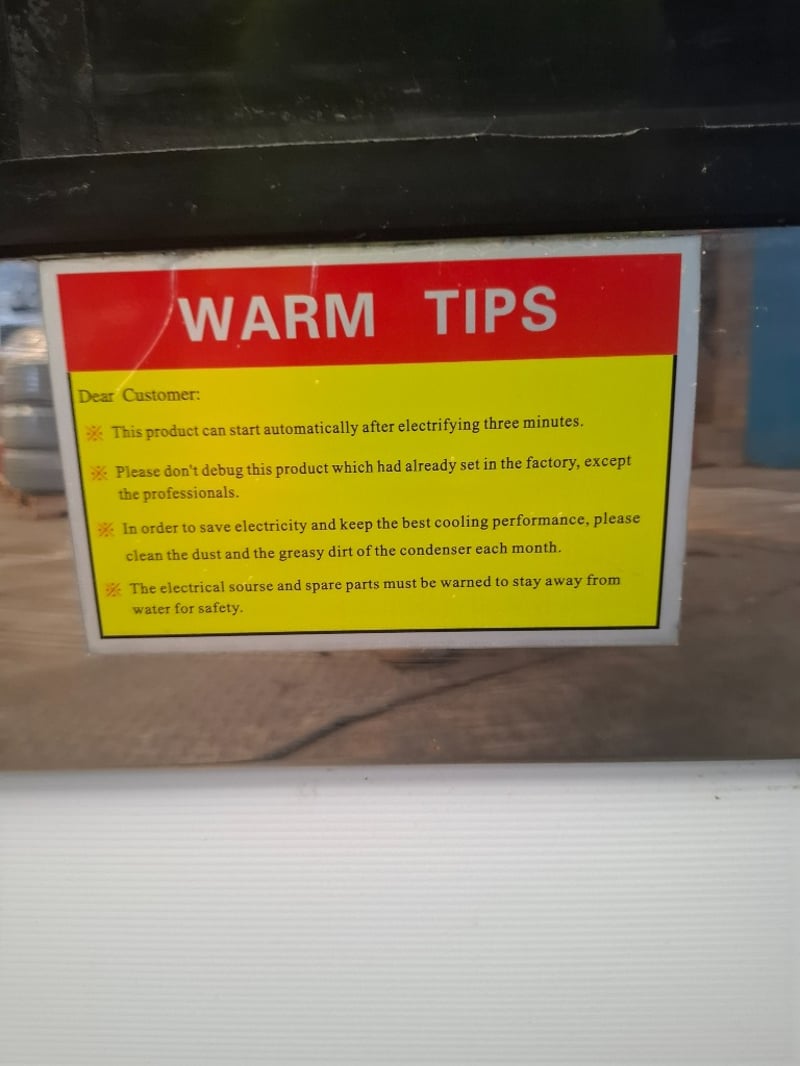 WARM TIPS
Dear Customer:
※ This product can start automatically after electrifying three minutes.
※ Please don't debug this product which had already set in the factory, except
the professionals.
※ In order to save electricity and keep the best cooling performance, please
clean the dust and the greasy dirt of the condenser each month.
※ The electrical sourse and spare parts must be warned to stay away from
water for safety.